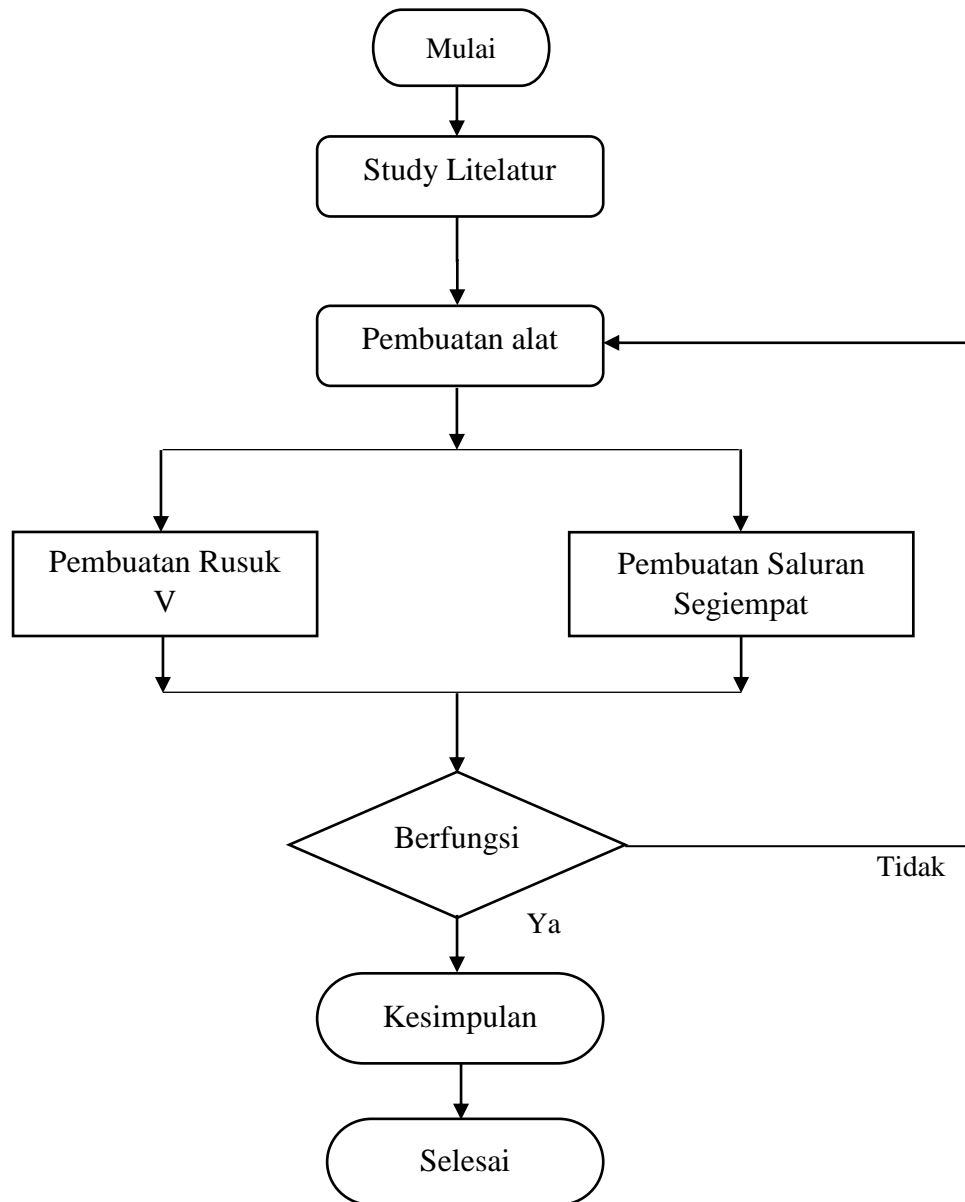 Mulai
Study Litelatur
Pembuatan alat
Pembuatan Rusuk
V
Pembuatan Saluran
Segiempat
Berfungsi
Tidak
Ya
Kesimpulan
Selesai